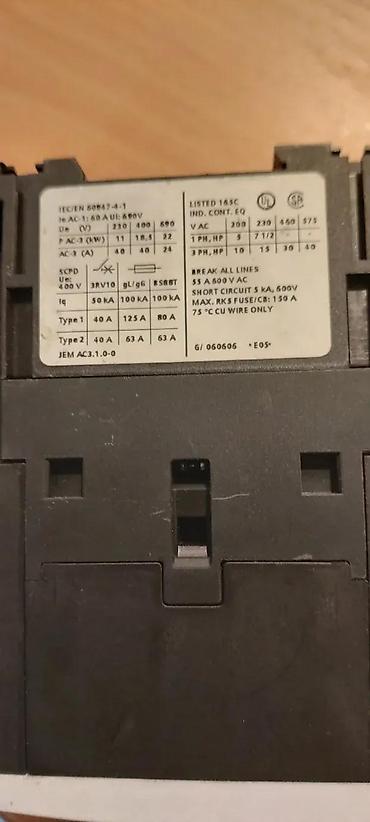 IEC/EN 60947-4-1
Ie AC-1: 60 A Ui: 690V
Ue (V) 230 400 690
P AC-3 (kW) 11 18,5 22
AC-3 (A) 40 40 24
SCPD
Ue:
400 V 3RV10 gL/gG BS88T
Iq 50 kA 100 kA 100 kA
Type 1 40 A 125 A 80 A
Type 2 40 A 63 A 63 A
JEM AC3.1.0-0
LISTED 165C UL
IND. CONT. EQ
V AC 200 230 460 575
1 PH, HP 5 7 1/2 - -
3 PH, HP 10 15 30 40
BREAK ALL LINES
55 A 600 V AC
SHORT CIRCUIT 5 kA, 600V
MAX. RK5 FUSE/CB: 150 A
75 °C CU WIRE ONLY
G/ 060606 *E05*